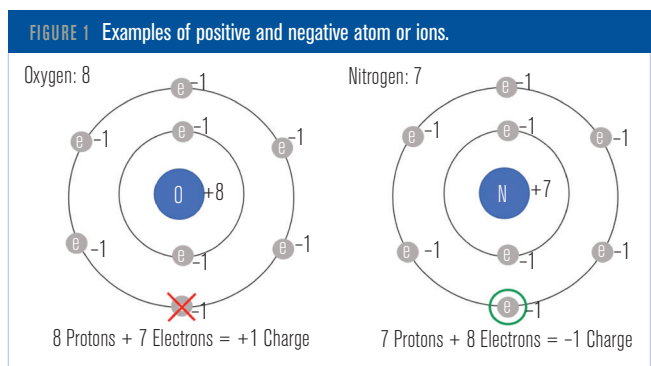 FIGURE 1 Examples of positive and negative atom or ions.
Oxygen: 8
e -1
e -1
e -1
e -1
O +8
e -1
e -1
e -1
-1
8 Protons + 7 Electrons = +1 Charge
Nitrogen: 7
e -1
e -1
e -1
e -1
N +7
e -1
e -1
e -1
e -1
7 Protons + 8 Electrons = -1 Charge